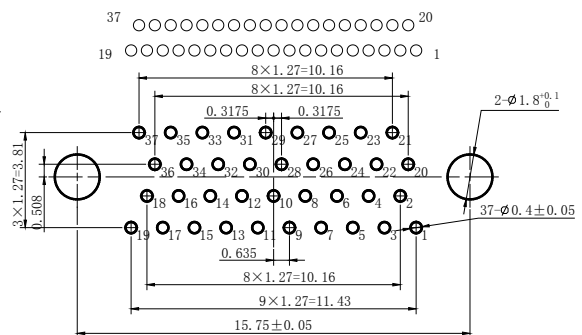 37 20
19 1
8×1.27=10.16
8×1.27=10.16
2-Ø1.8 +0.1 0
0.3175 0.3175
37 35 33 31 29 27 25 23 21
36 34 32 30 28 26 24 22 20
3×1.27=3.81
0.508
18 16 14 12 10 8 6 4 2
37-Ø0.4±0.05
19 17 15 13 11 9 7 5 3 1
0.635
8×1.27=10.16
9×1.27=11.43
15.75±0.05